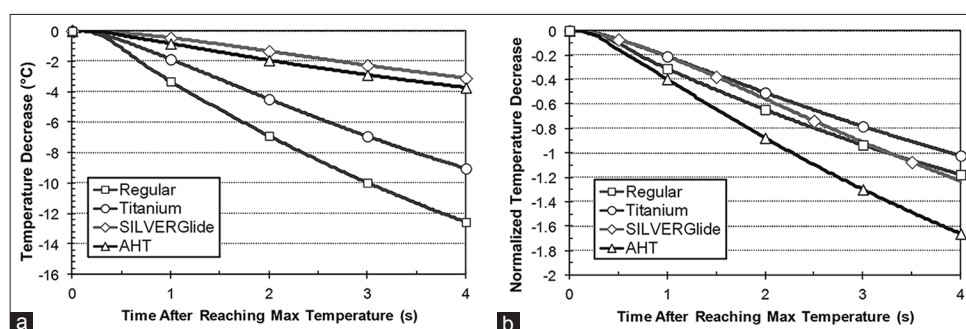 0
-2
-4
-6
-8
-10
-12
-14
-16
Temperature Decrease (°C)
Regular
Titanium
SILVERGlide
AHT
0 1 2 3 4
Time After Reaching Max Temperature (s)
a
0
-0.2
-0.4
-0.6
-0.8
-1
-1.2
-1.4
-1.6
-1.8
-2
Normalized Temperature Decrease
Regular
Titanium
SILVERGlide
AHT
0 1 2 3 4
Time After Reaching Max Temperature (s)
b